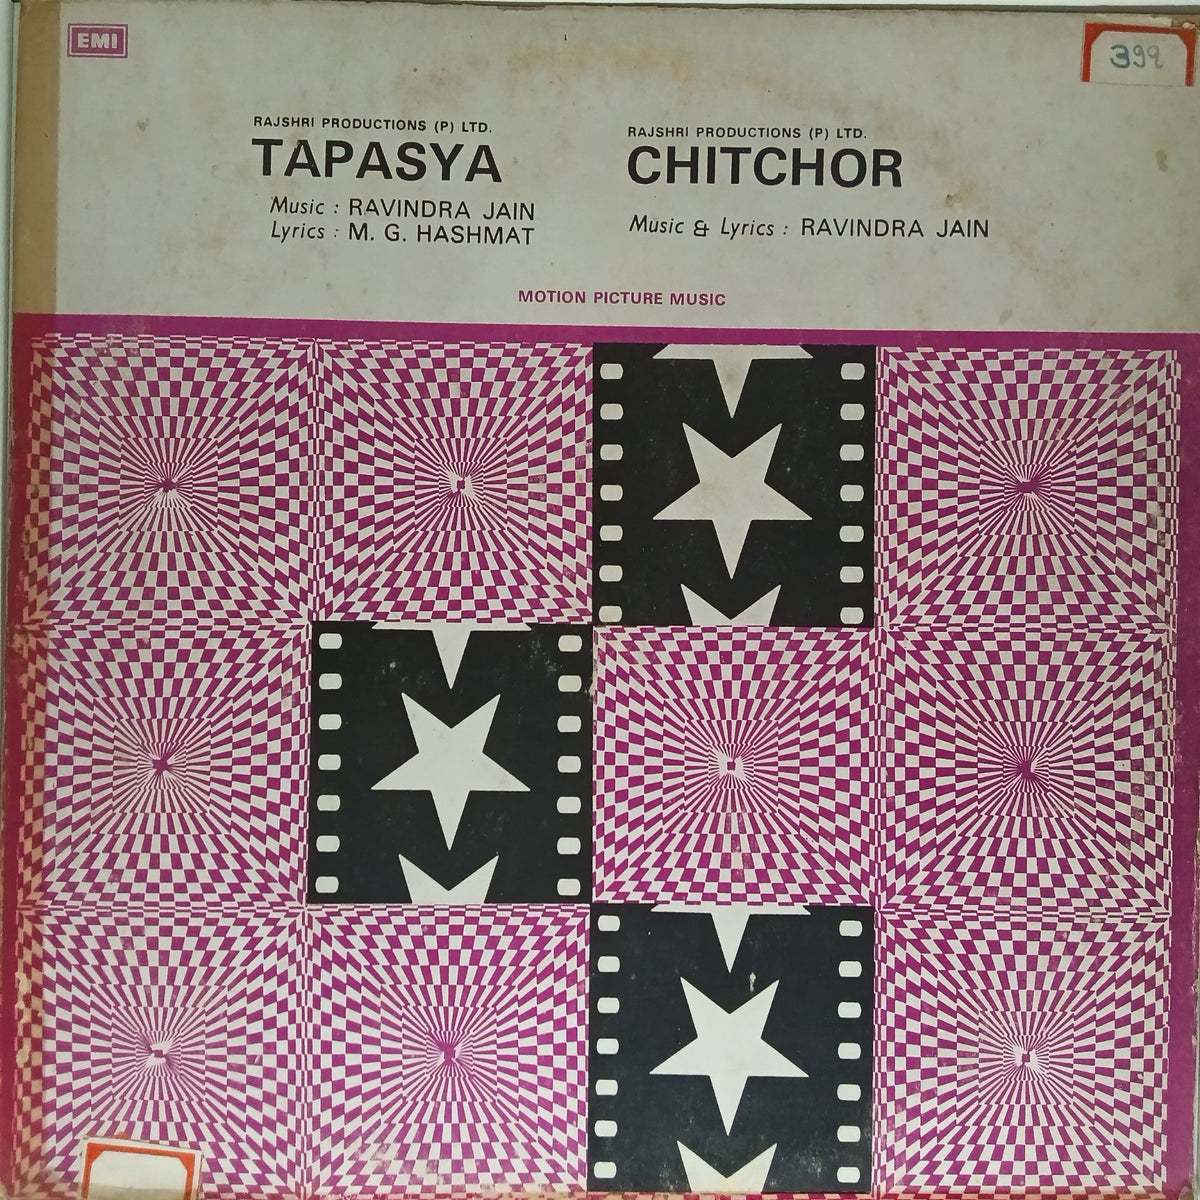 EMI
399
RAJSHRI PRODUCTIONS (P) LTD.
TAPASYA
Music : RAVINDRA JAIN
Lyrics : M. G. HASHMAT
RAJSHRI PRODUCTIONS (P) LTD.
CHITCHOR
Music & Lyrics : RAVINDRA JAIN
MOTION PICTURE MUSIC